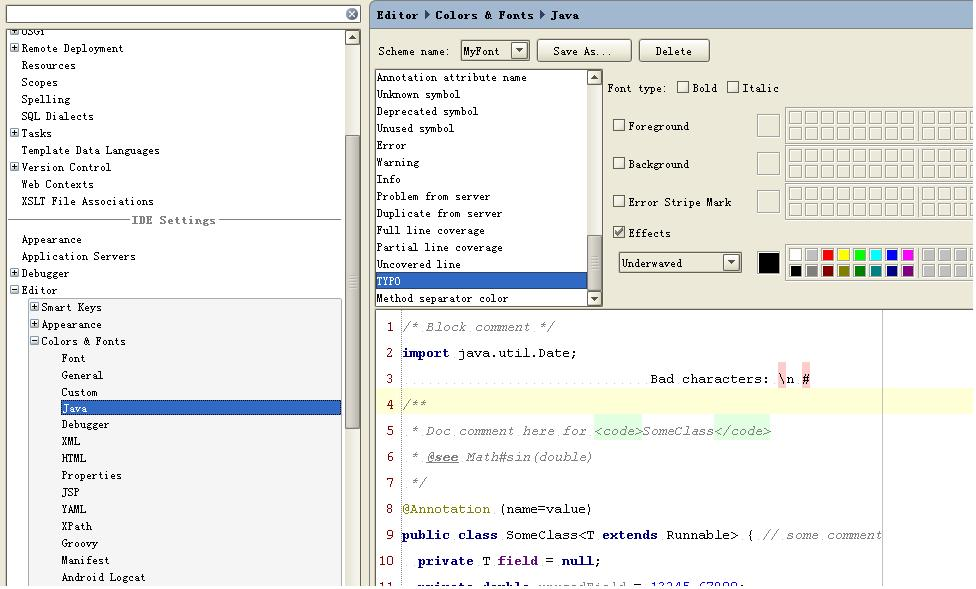 OSGi
Remote Deployment
Resources
Scopes
Spelling
SQL Dialects
Tasks
Template Data Languages
Version Control
Web Contexts
XSLT File Associations
IDE Settings
Appearance
Application Servers
Debugger
Editor
Smart Keys
Appearance
Colors & Fonts
Font
General
Custom
Java
Debugger
XML
HTML
Properties
JSP
YAML
XPath
Groovy
Manifest
Android Logcat
Editor Colors & Fonts Java
Scheme name: MyFont Save As... Delete
Annotation attribute name
Unknown symbol
Deprecated symbol
Unused symbol
Error
Warning
Info
Problem from server
Duplicate from server
Full line coverage
Partial line coverage
Uncovered line
TYPO
Method separator color
Font type: Bold Italic
Foreground
Background
Error Stripe Mark
Effects
Underwaved
1 /* Block comment */
2 import java.util.Date;
3 Bad characters: \n #
4 /**
5 * Doc comment here for <code>SomeClass</code>
6 * @see Math#sin(double)
7 */
8 @Annotation (name=value)
9 public class SomeClass<T extends Runnable> { // some comment
10 private T field = null;
11 private double unusedField = 12345.67890;